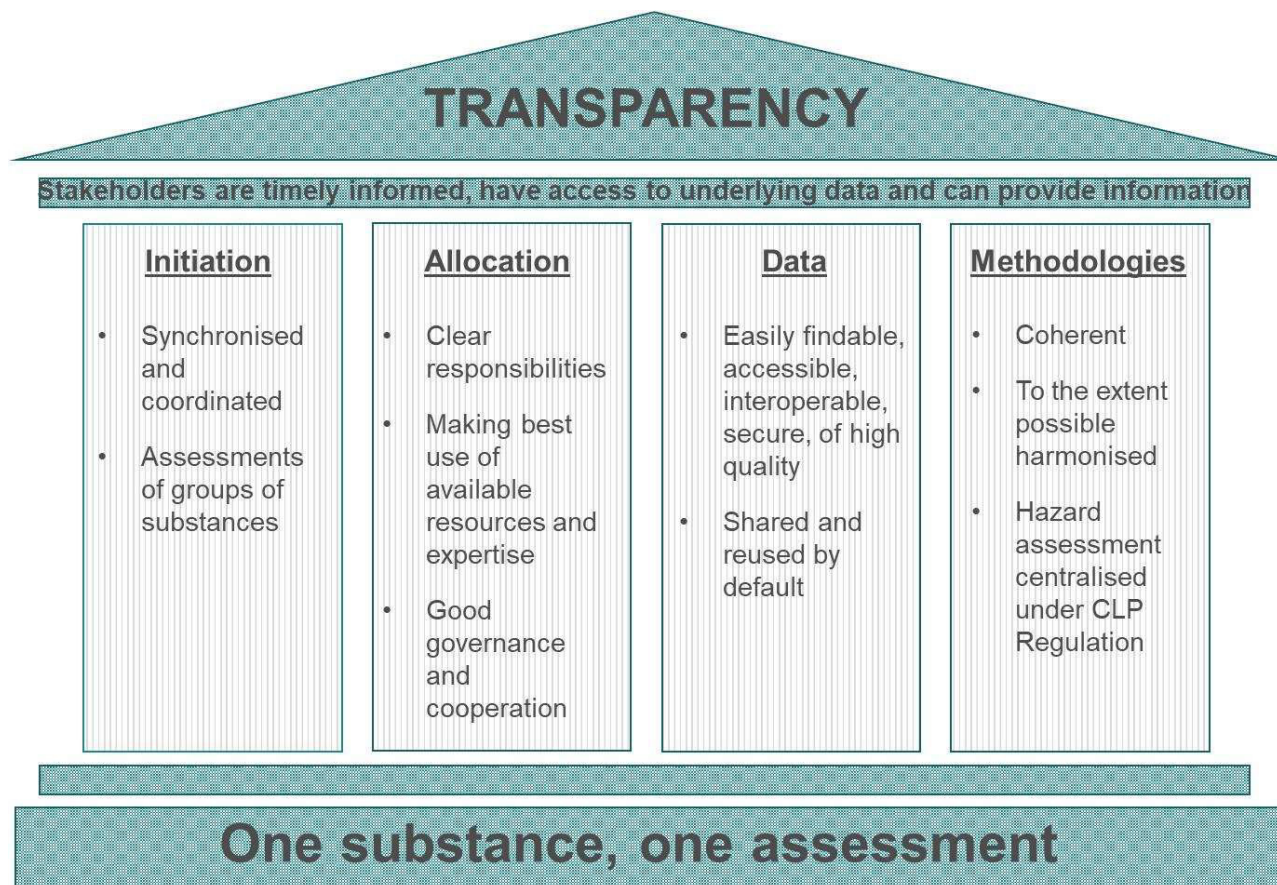 TRANSPARENCY
Stakeholders are timely informed, have access to underlying data and can provide information
Initiation
• Synchronised
and
coordinated
• Assessments
of groups of
substances
Allocation
• Clear
responsibilities
• Making best
use of
available
resources and
expertise
• Good
governance
and
cooperation
Data
• Easily findable,
accessible,
interoperable,
secure, of high
quality
• Shared and
reused by
default
Methodologies
• Coherent
• To the extent
possible
harmonised
• Hazard
assessment
centralised
under CLP
Regulation
One substance, one assessment